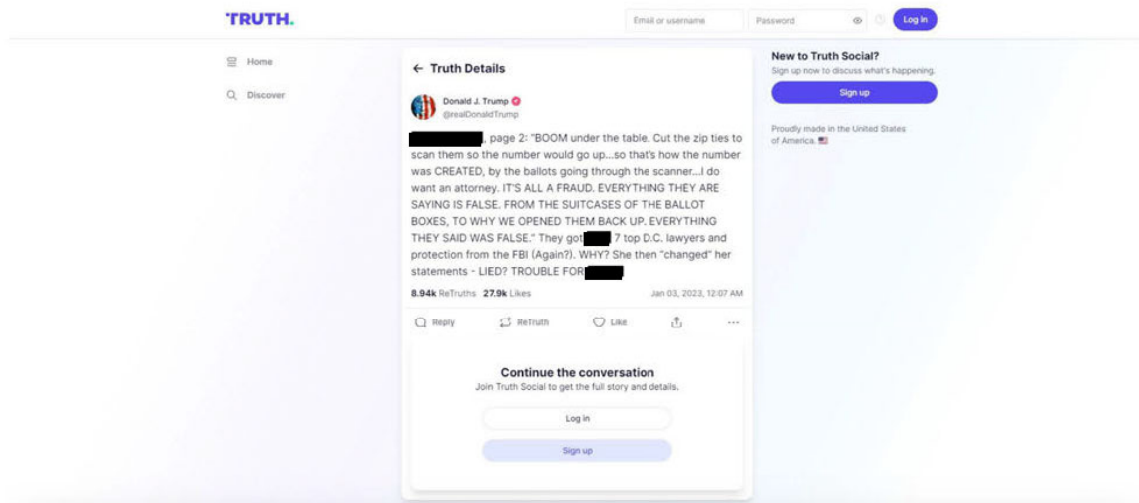 TRUTH.
Email or username
Password
Log in
Home
Discover
← Truth Details
Donald J. Trump
@realDonaldTrump
, page 2: "BOOM under the table. Cut the zip ties to
scan them so the number would go up...so that's how the number
was CREATED, by the ballots going through the scanner...I do
want an attorney. IT'S ALL A FRAUD. EVERYTHING THEY ARE
SAYING IS FALSE. FROM THE SUITCASES OF THE BALLOT
BOXES, TO WHY WE OPENED THEM BACK UP. EVERYTHING
THEY SAID WAS FALSE." They got 7 top D.C. lawyers and
protection from the FBI (Again?). WHY? She then "changed" her
statements - LIED? TROUBLE FOR
8.94k ReTruths 27.9k Likes
Jan 03, 2023, 12:07 AM
Reply
ReTruth
Like
Continue the conversation
Join Truth Social to get the full story and details.
Log in
Sign up
New to Truth Social?
Sign up now to discuss what's happening.
Sign up
Proudly made in the United States
of America.